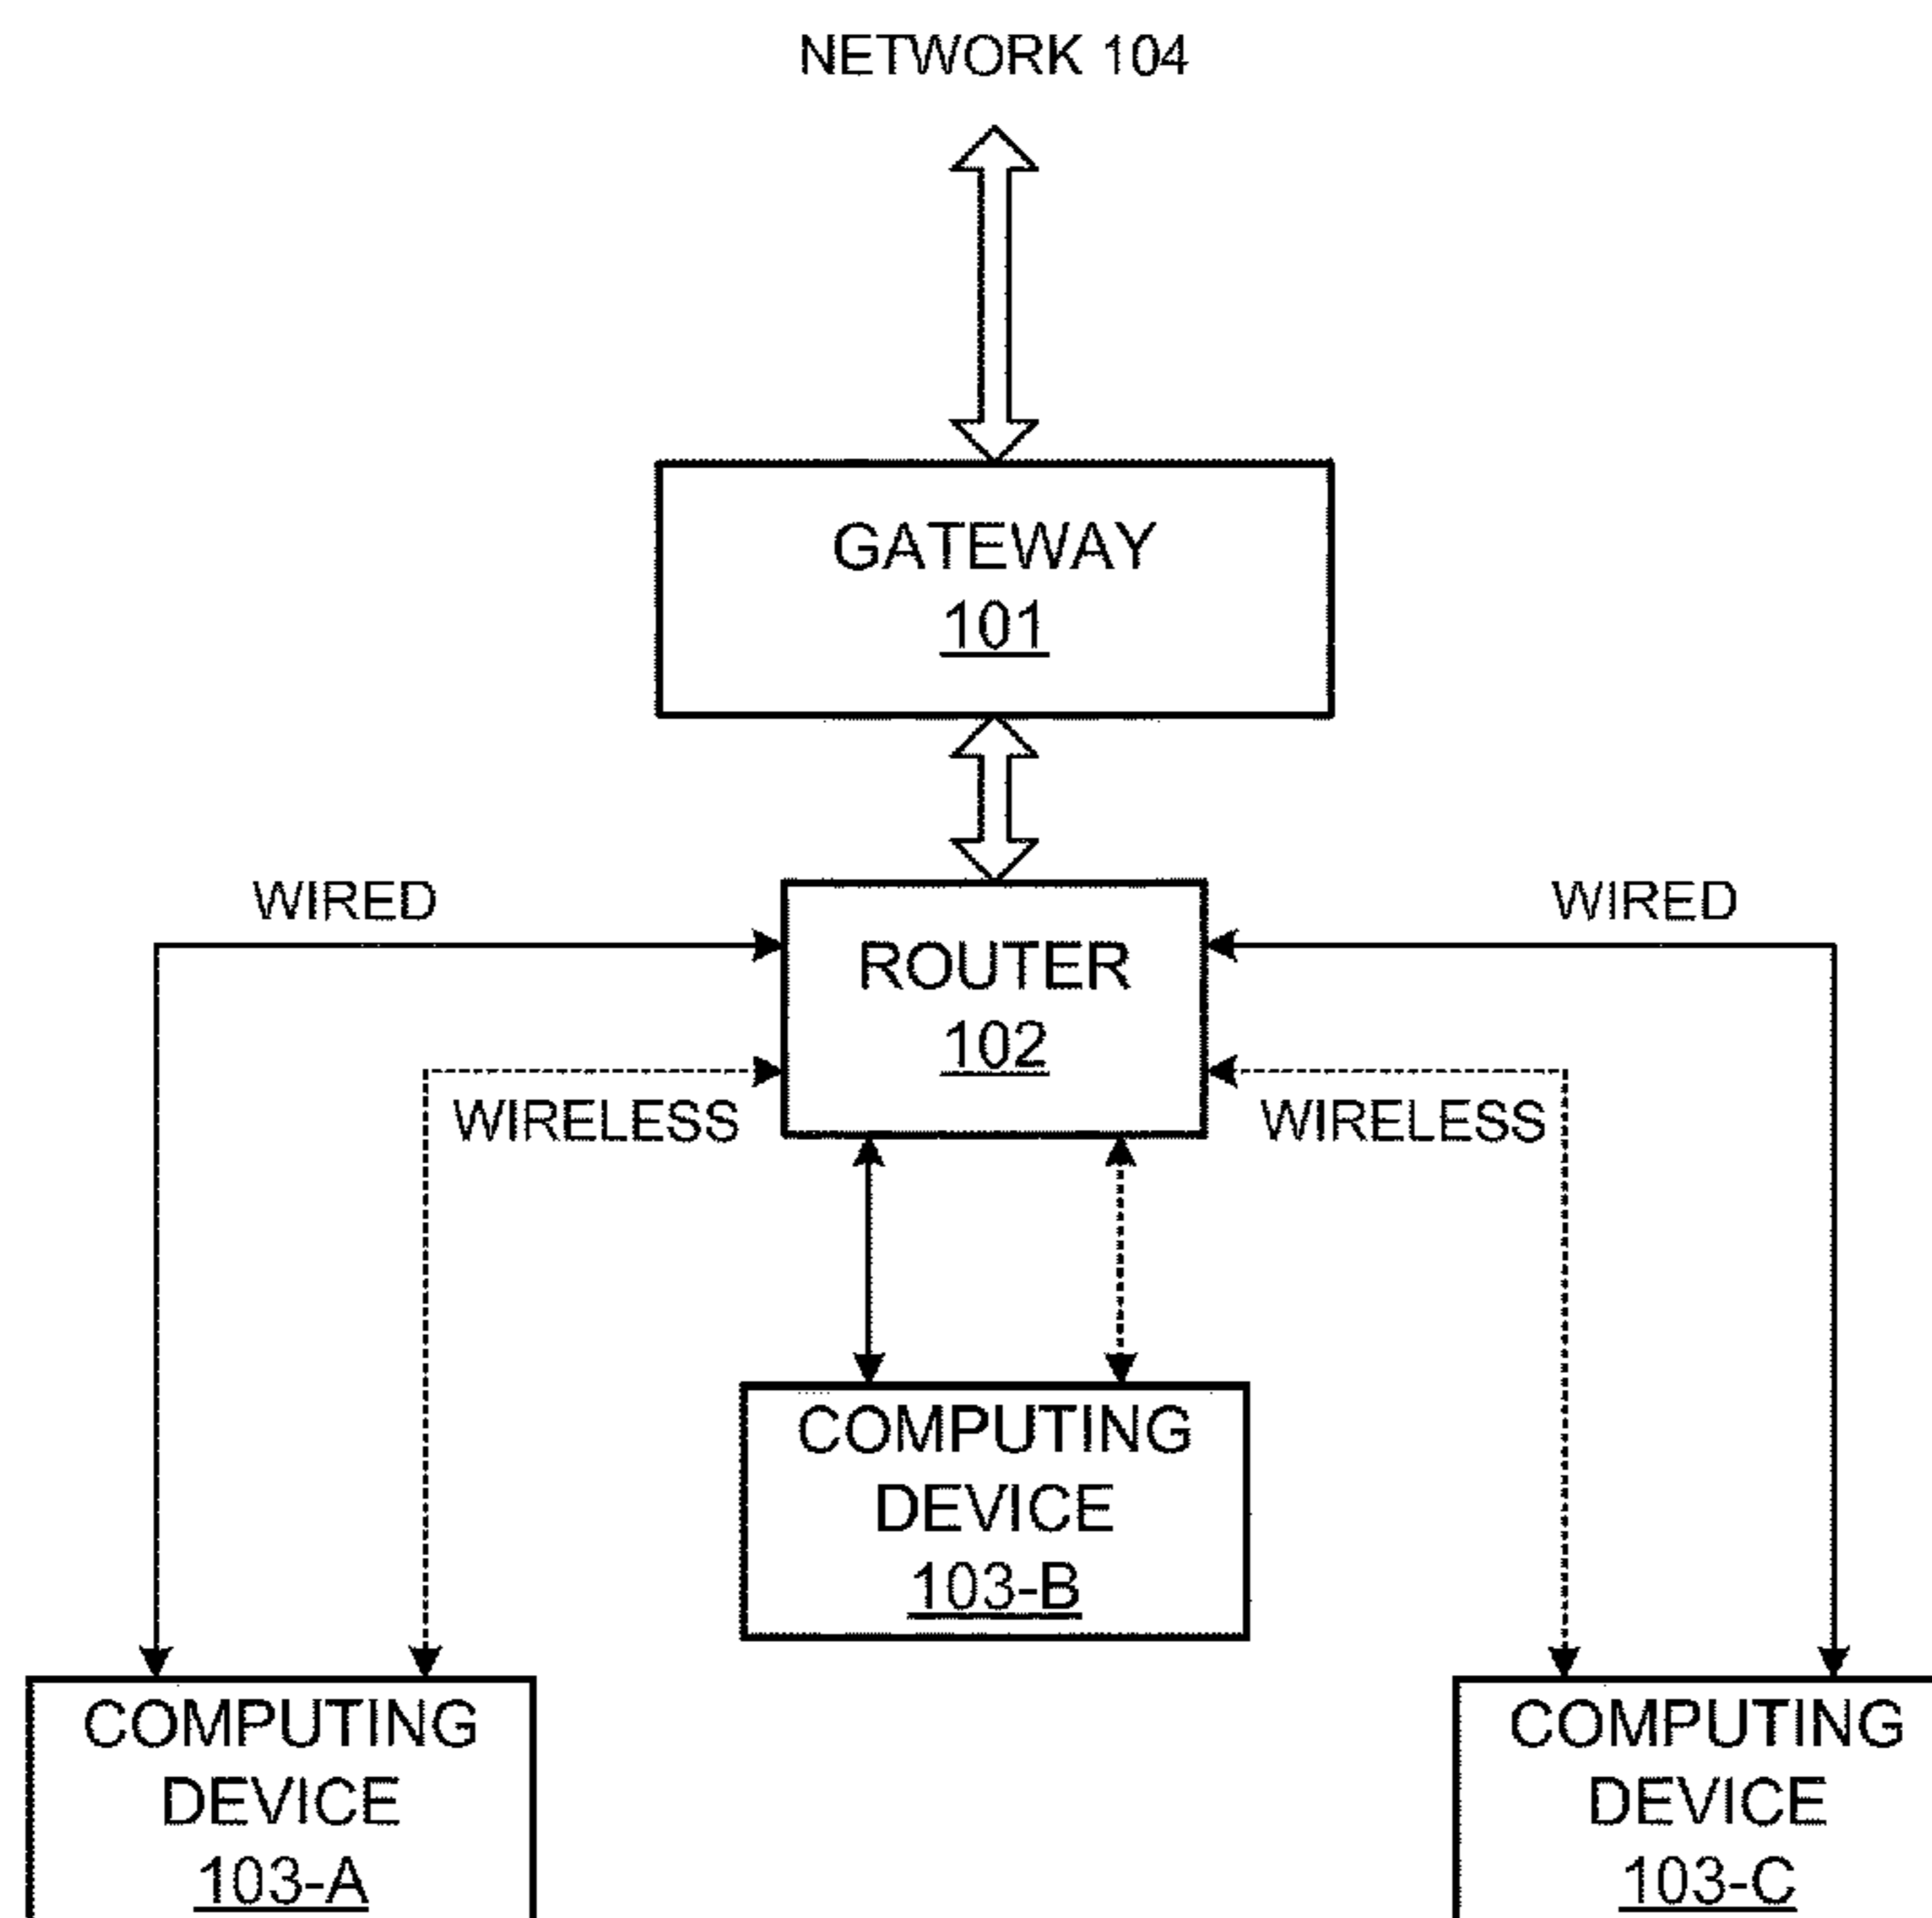 NETWORK 104
GATEWAY
101
WIRED
WIRED
ROUTER
102
WIRELESS
WIRELESS
COMPUTING
DEVICE
103-B
COMPUTING
DEVICE
103-A
COMPUTING
DEVICE
103-C